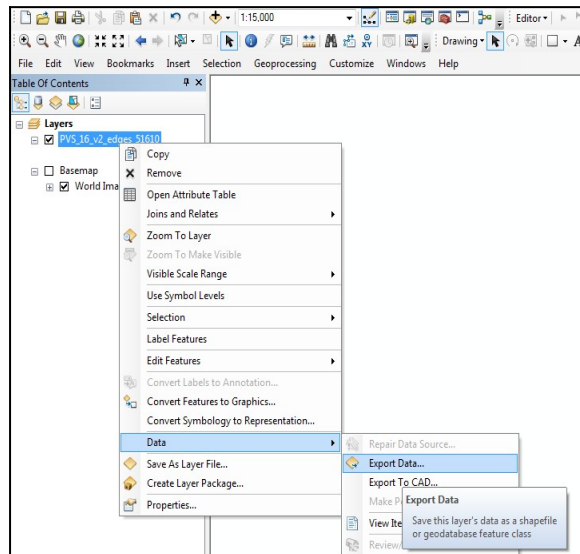 1:15,000 Editor
Drawing A
File Edit View Bookmarks Insert Selection Geoprocessing Customize Windows Help
Table Of Contents
Layers
PVS_16_v2_edges_51610
Basemap
World Ima
Copy
Remove
Open Attribute Table
Joins and Relates
Zoom To Layer
Zoom To Make Visible
Visible Scale Range
Use Symbol Levels
Selection
Label Features
Edit Features
Convert Labels to Annotation...
Convert Features to Graphics...
Convert Symbology to Representation...
Data
Save As Layer File...
Create Layer Package...
Properties...
Repair Data Source...
Export Data...
Export To CAD...
Make Pe
Export Data
Save this layer's data as a shapefile
or geodatabase feature class
View Ite
Review/